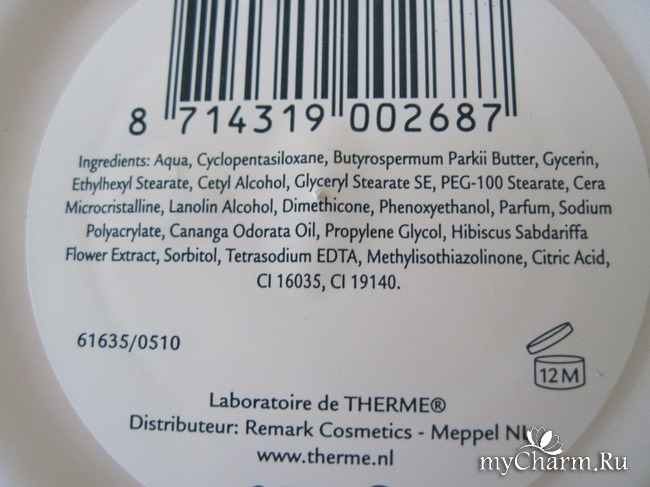 8 714319 002687
Ingredients: Aqua, Cyclopentasiloxane, Butyrospermum Parkii Butter, Gycerin,
Ethylhexyl Stearate, Cetyl Alcohol, Glyceryl Stearate SE, PEG-100 Stearate, Cera
Microcristalline, Lanolin Alcohol, Dimethicone, Phenoxyethanol, Parfum, Sodium
Polyacrylate, Cananga Odorata Oil, Propylene Glycol, Hibiscus Sabdariffa
Flower Extract, Sorbitol, Tetrasodium EDTA, Methylisothiazolinone, Citric Acid,
CI 16035, CI 19140.
61635/0510
12M
Laboratoire de THERME®
Distributeur: Remark Cosmetics - Meppel NL
www.therme.nl
myCharm.Ru